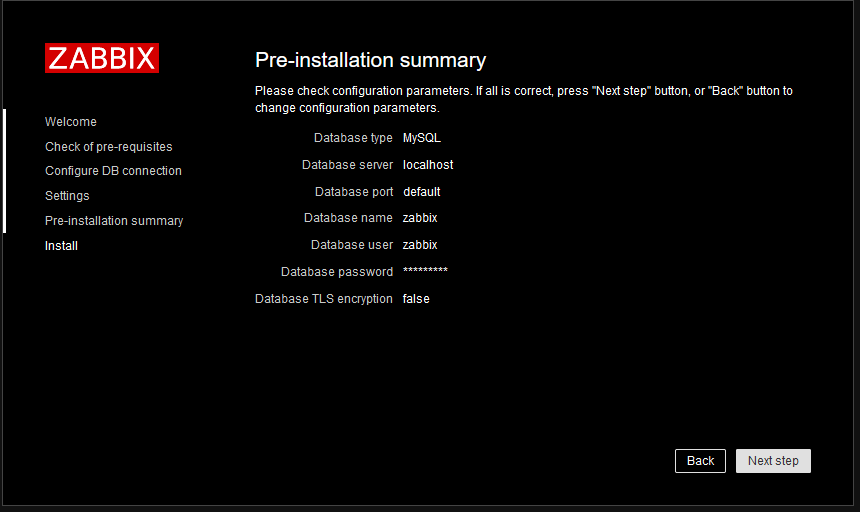 ZABBIX
Welcome
Check of pre-requisites
Configure DB connection
Settings
Pre-installation summary
Install
Pre-installation summary
Please check configuration parameters. If all is correct, press "Next step" button, or "Back" button to
change configuration parameters.
Database type MySQL
Database server localhost
Database port default
Database name zabbix
Database user zabbix
Database password *********
Database TLS encryption false
Back
Next step